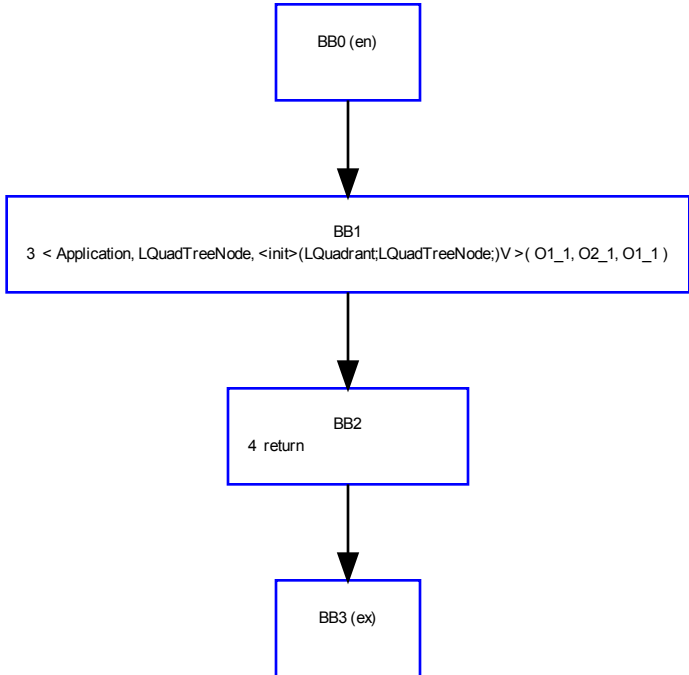 BB0 (en)
BB1
3 < Application, LQuadTreeNode, <init>(LQuadrant;LQuadTreeNode;)V >( O1_1, O2_1, O1_1 )
BB2
4 return
BB3 (ex)